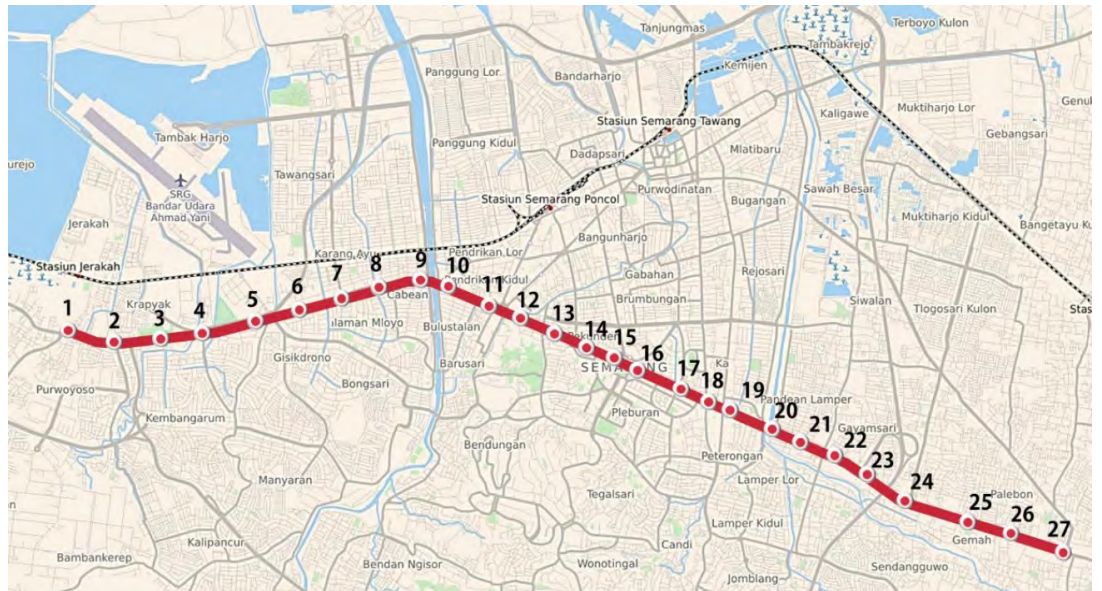 Tanjungmas
Terboyo Kulon
Tambakrejo
Kemijen
Panggung Lor
Bandarharjo
Muktiharjo Lor
Kaligawe
Stasiun Semarang Tawang
Gebangsari
Tambak Harjo
Panggung Kidul
Dadapsari
Mlatibaru
Tawangsari
SRG
Bandar Udara
Ahmad Yani
Purwodinatan
Sawah Besar
Stasiun Semarang Poncol
Bugangan
Jerakah
Muktiharjo Kidul
Bangunharjo
Karang Ayu
Pendrikan Lor
Stasiun Jerakah
Gabahan
Rejosari
9
10
Pendrikan Kidul
8
7
Cabean
6
Krapyak
Brumbungan
Siwalan
Tlogosari Kulon
11
5
12
1
2
3
4
13
Bulustalan
14
15
Gisikdrono
Barusari
16
SEMARANG
Purwoyoso
Bongsari
17
18
Pandean Lamper
19
Pleburan
Kembangarum
20
Gayamsari
21
22
Bendungan
Peterongan
23
Manyaran
Lamper Lor
24
Tegalsari
Palebon
25
26
Lamper Kidul
27
Gemah
Kalipancur
Candi
Bambankerep
Bendan Ngisor
Wonotingal
Sendangguwo
Jomblang